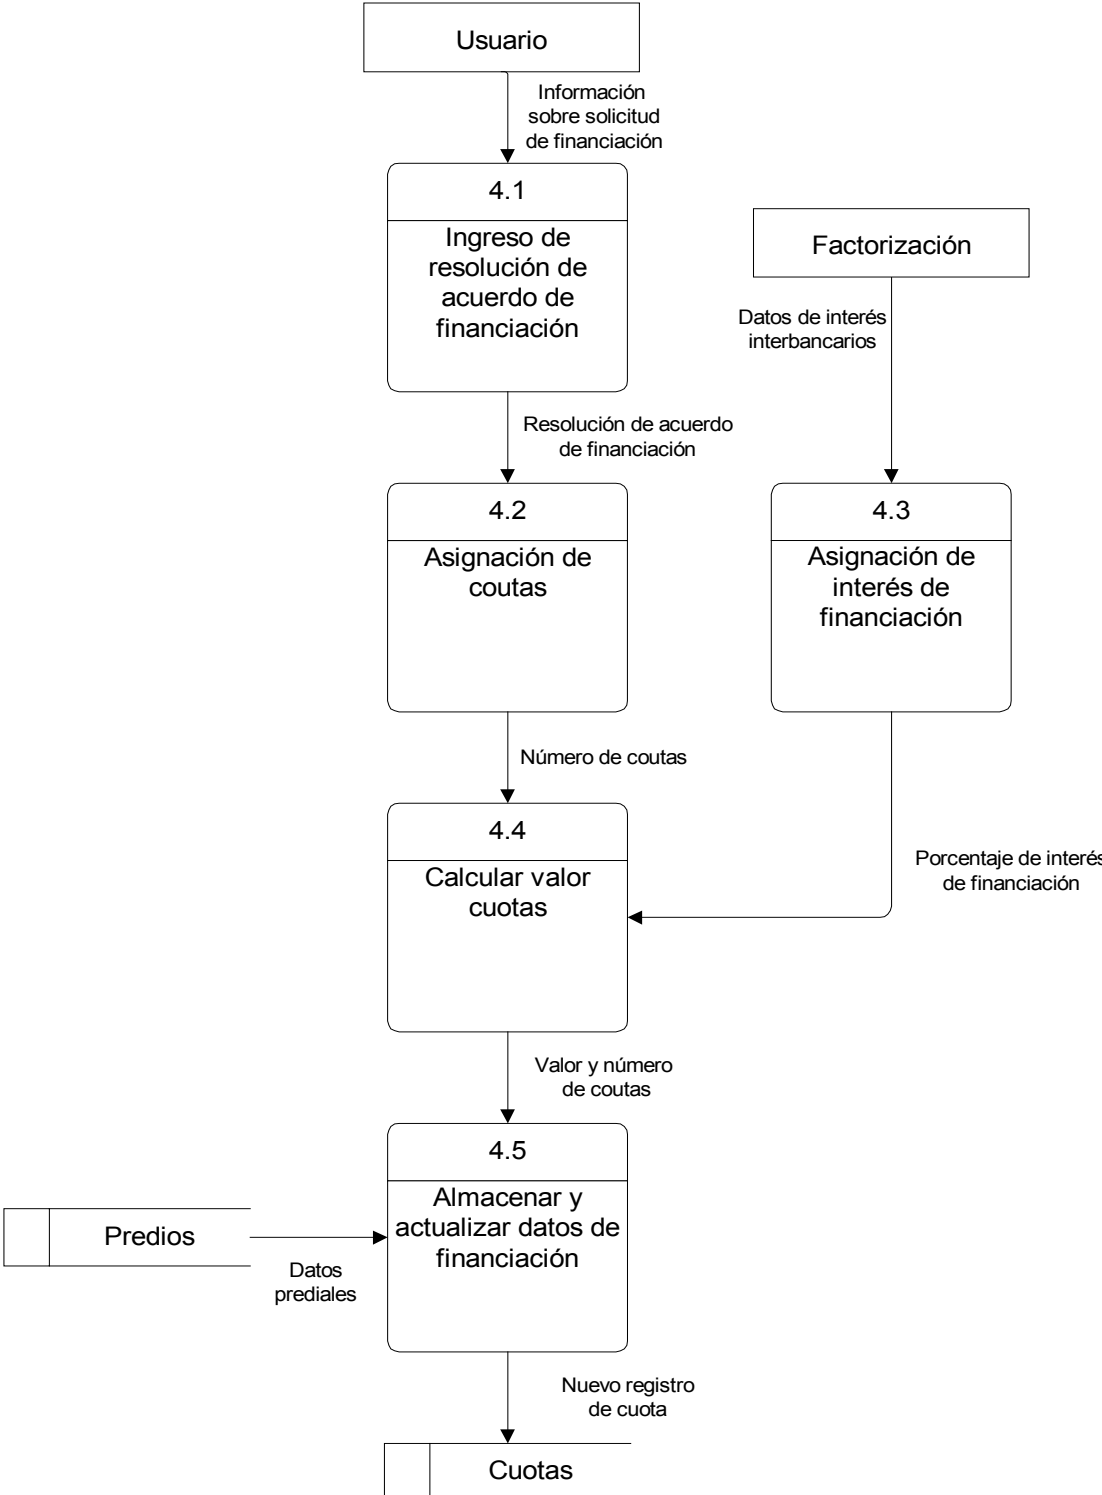 Usuario
Información
sobre solicitud
de financiación
4.1
Ingreso de
resolución de
acuerdo de
financiación
Factorización
Datos de interés
interbancarios
Resolución de acuerdo
de financiación
4.2
Asignación de
coutas
4.3
Asignación de
interés de
financiación
Número de coutas
4.4
Calcular valor
cuotas
Porcentaje de interés
de financiación
Valor y número
de coutas
4.5
Almacenar y
actualizar datos de
financiación
Predios
Datos
prediales
Nuevo registro
de cuota
Cuotas